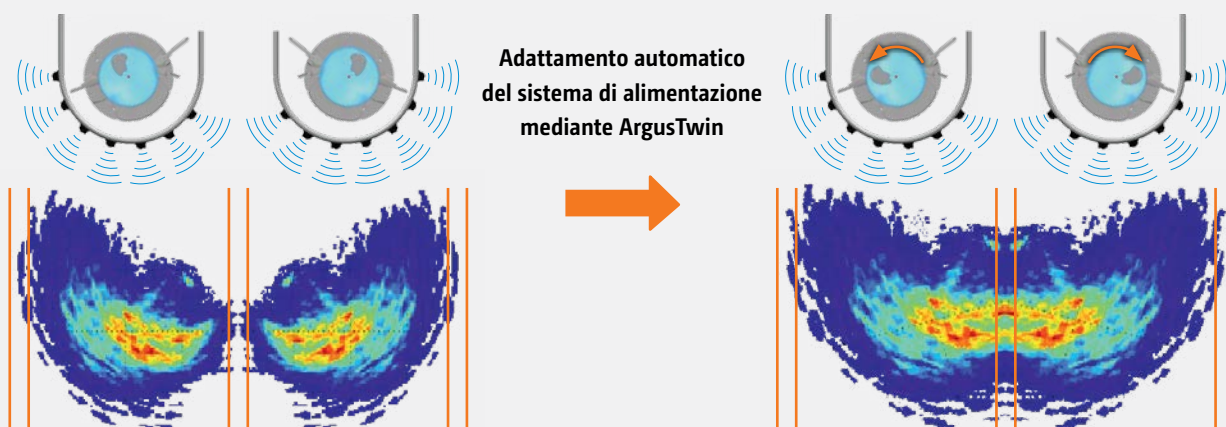 Adattamento automatico
del sistema di alimentazione
mediante ArgusTwin